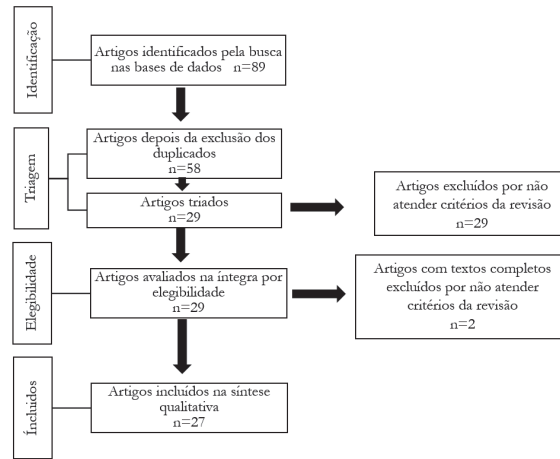 Identificação
Artigos identificados pela busca
nas bases de dados n=89
Triagem
Artigos depois da exclusão dos
duplicados
n=58
Artigos triados
n=29
Artigos excluídos por não
atender critérios da revisão
n=29
Elegibilidade
Artigos avaliados na íntegra por
elegibilidade
n=29
Artigos com textos completos
excluídos por não atender
critérios da revisão
n=2
Íncluidos
Artigos incluídos na síntese
qualitativa
n=27